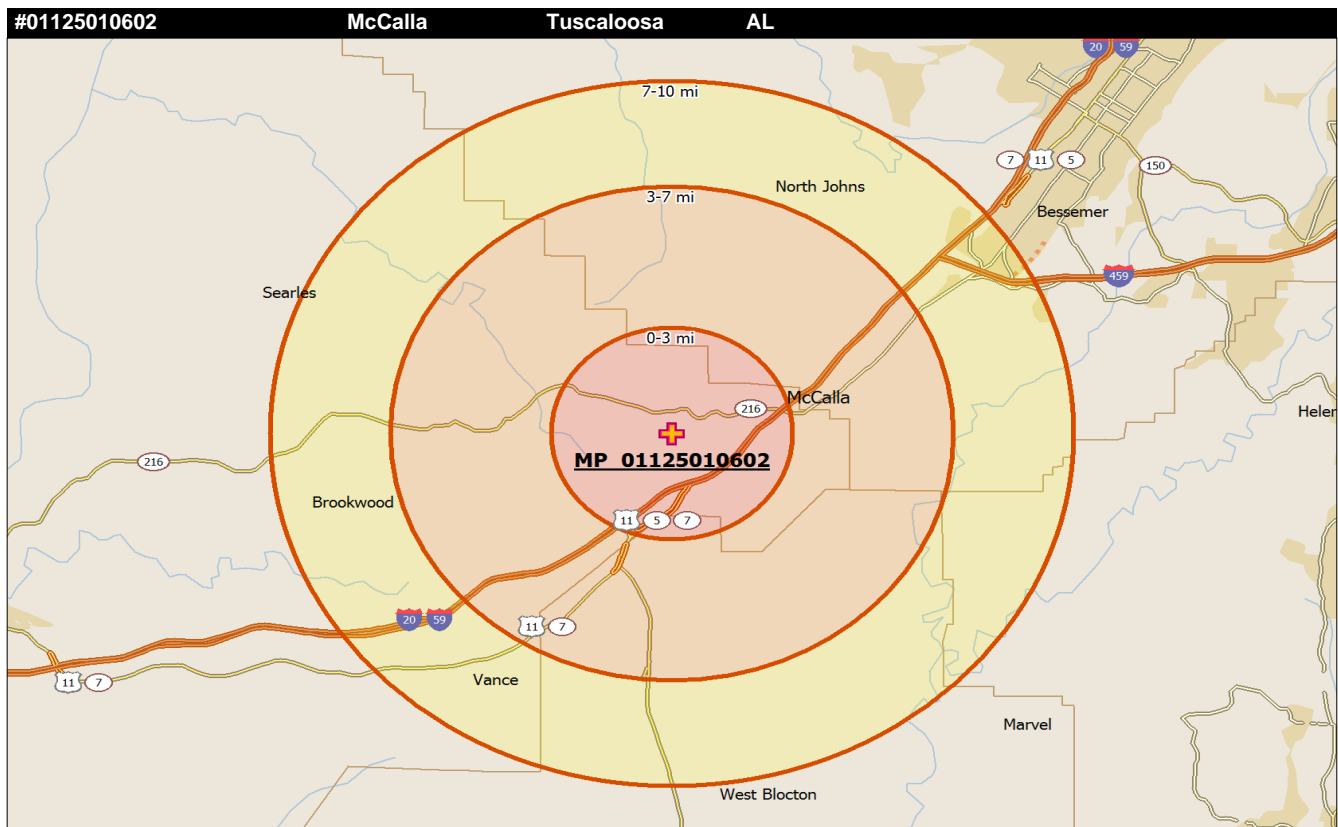 #01125010602 McCalla Tuscaloosa AL
20 59
7-10 mi
7 11 5
150
North Johns
3-7 mi
Bessemer
459
Searles
0-3 mi
McCalla
216
Heler
MP 01125010602
216
Brookwood
11 5 7
20 59
11 7
Vance
11 7
Marvel
West Blocton